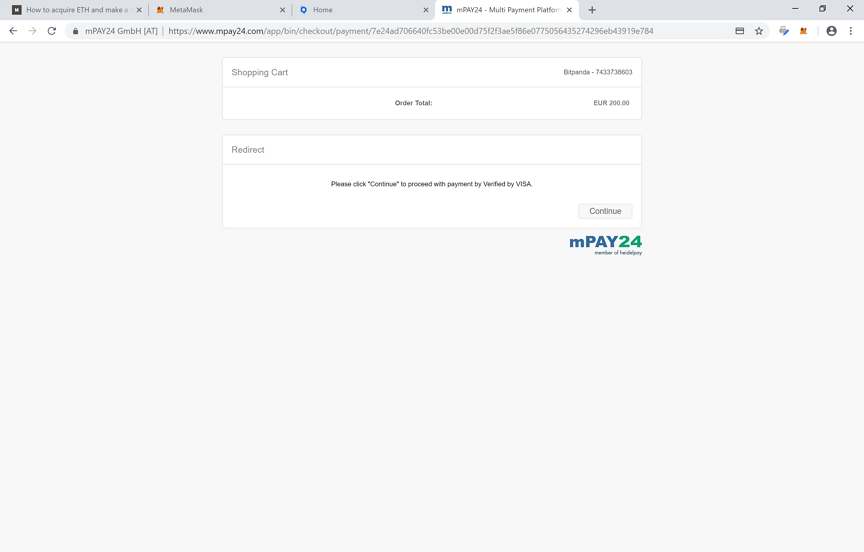 How to acquire ETH and make a
MetaMask
Home
mPAY24 - Multi Payment Platfor
mPAY24 GmbH [AT]
https://www.mpay24.com/app/bin/checkout/payment/7e24ad706640fc53be00e00d75f2f3ae5f86e0775056435274296eb43919e784
Shopping Cart
Bitpanda - 7433738603
Order Total:
EUR 200.00
Redirect
Please click "Continue" to proceed with payment by Verified by VISA.
Continue
mPAY24
member of heidelpay